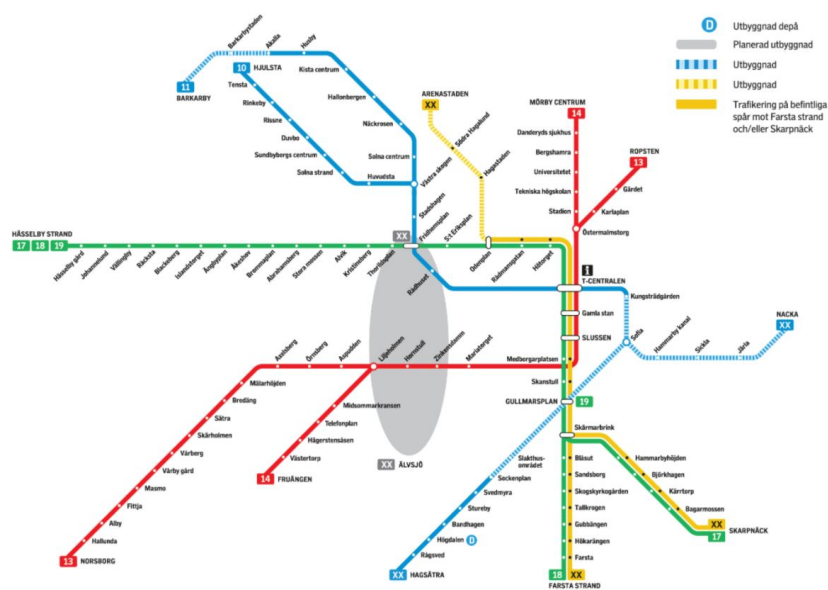 D Utbyggnad depå
Planerad utbyggnad
Utbyggnad
Utbyggnad
Trafikering på befintliga
spår mot Farsta strand
och/eller Skarpnäck
Barkarbystaden
Akalla
Husby
11
BARKARBY
10 HJULSTA
Kista centrum
Hallonbergen
Näckrosen
Solna centrum
Tensta
Rinkeby
Rissne
Duvbo
Sundbybergs centrum
Solna strand
Huvudsta
Västra skogen
Stadshagen
ARENASTADEN
XX
Södra Hagalund
Hagastaden
MÖRBY CENTRUM
14
Danderyds sjukhus
Bergshamra
Universitetet
Tekniska högskolan
Stadion
ROPSTEN
13
Gärdet
Karlaplan
Östermalmstorg
HÄSSELBY STRAND
17 18 19
Hässelby gård
Johannelund
Vällingby
Råcksta
Blackeberg
Islandstorget
Ängbyplan
Åkeshov
Brommaplan
Abrahamsberg
Stora mossen
Alvik
Kristineberg
Thorildsplan
XX
Fridhemsplan
S:t Eriksplan
Odenplan
Rådmansgatan
Hötorget
Rådhuset
T-CENTRALEN
Kungsträdgården
Gamla stan
SLUSSEN
Sofia
Hammarby kanal
Sickla
Järla
NACKA
XX
Medborgarplatsen
Skanstull
GULLMARSPLAN
19
Skärmarbrink
Axelsberg
Örnsberg
Aspudden
Liljeholmen
Hornstull
Zinkensdamm
Mariatorget
Mälarhöjden
Bredäng
Sätra
Skärholmen
Vårberg
Vårby gård
Masmo
Fittja
Alby
Hallunda
13 NORSBORG
Midsommarkransen
Telefonplan
Hägerstensåsen
Västertorp
14 FRUÄNGEN
XX ÄLVSJÖ
Slakthus-
området
Sockenplan
Svedmyra
Stureby
Bandhagen
Högdalen D
Rågsved
XX HAGSÄTRA
Blåsut
Sandsborg
Skogskyrkogården
Tallkrogen
Gubbängen
Hökarängen
Farsta
18 XX
FARSTA STRAND
Hammarbyhöjden
Björkhagen
Kärrtorp
Bagarmossen
XX
17
SKARPNÄCK